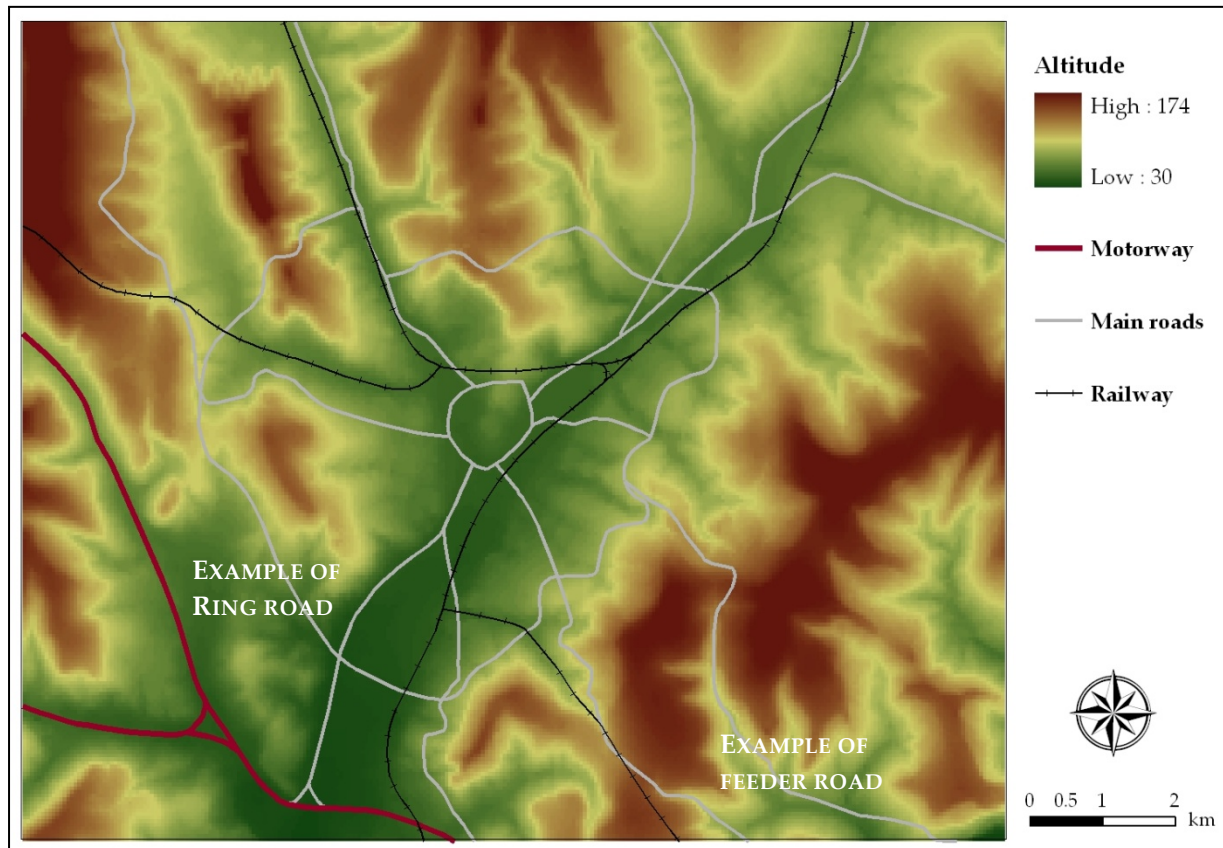 Altitude
High : 174
Low : 30
Motorway
Main roads
Railway
EXAMPLE OF
RING ROAD
EXAMPLE OF
FEEDER ROAD
0 0.5 1 2
km